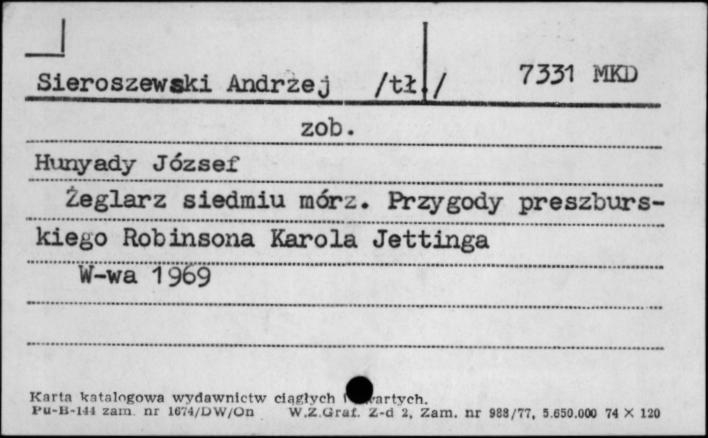 Sieroszewski Andrzej /tł./ 7331 MKD
zob.
Hunyady József
Żeglarz siedmiu mórz. Przygody preszburs-
kiego Robinsona Karola Jettinga
W-wa 1969
Karta katalogowa wydawnictw ciągłych
Pu-B-144 zam. nr 1674/DW/On W.Z.Graf. Z-d 2, Zam. nr 988/77, 5.650.000 74 X 120